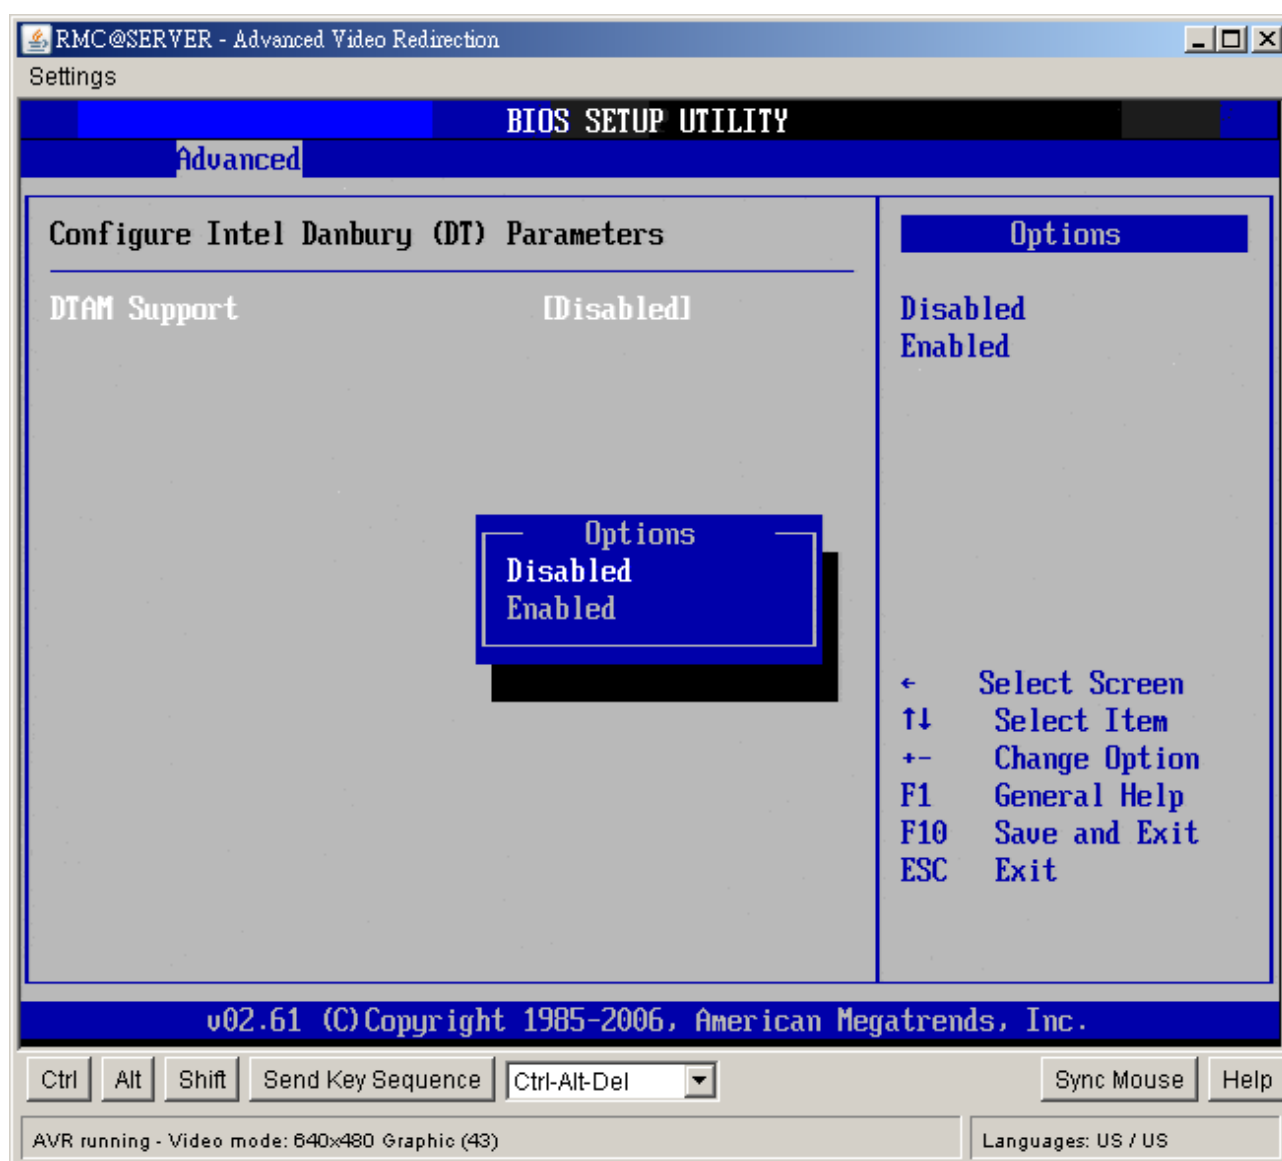 RMC@SERVER - Advanced Video Redirection
Settings
BIOS SETUP UTILITY
Advanced
Configure Intel Danbury (DT) Parameters
DTAM Support [Disabled]
Options
Disabled
Enabled
Options
Disabled
Enabled
← Select Screen
↑↓ Select Item
+- Change Option
F1 General Help
F10 Save and Exit
ESC Exit
v02.61 (C)Copyright 1985-2006, American Megatrends, Inc.
Ctrl Alt Shift Send Key Sequence Ctrl-Alt-Del Sync Mouse Help
AVR running - Video mode: 640x480 Graphic (43) Languages: US / US